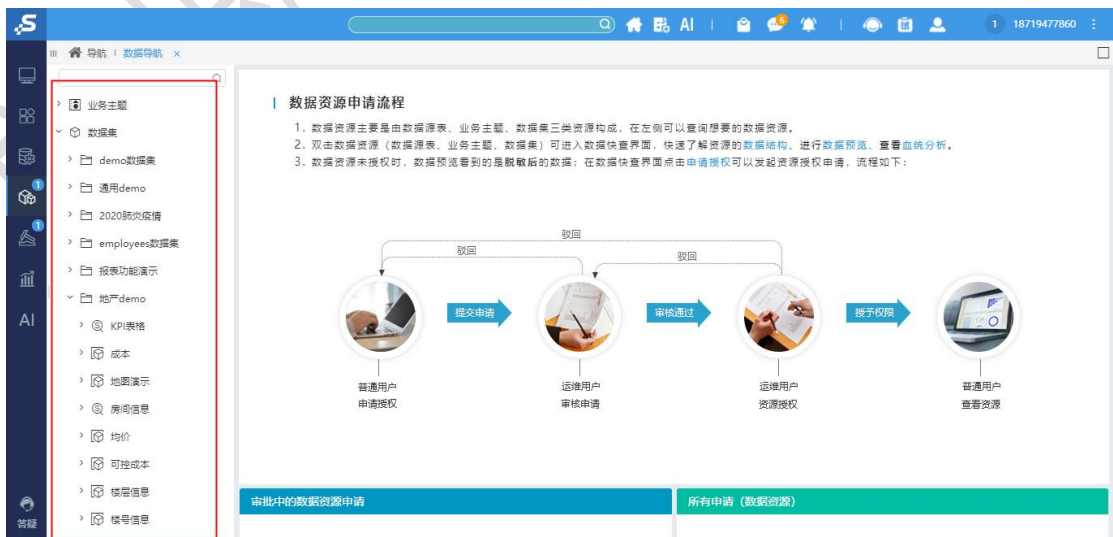 S
AI
6
1 18719477860
导航 | 数据导航 ×
业务主题
数据集
demo数据集
通用demo
2020肺炎疫情
employees数据集
报表功能演示
地产demo
KPI表格
成本
地图演示
房间信息
均价
可控成本
楼层信息
楼号信息
1
1
AI
答疑
数据资源申请流程
1. 数据资源主要是由数据源表、业务主题、数据集三类资源构成，在左侧可以查询想要的数据资源。
2. 双击数据资源（数据源表、业务主题、数据集）可进入数据快查界面，快速了解资源的数据结构、进行数据预览、查看血统分析。
3. 数据资源未授权时，数据预览看到的是脱敏后的数据；在数据快查界面点击申请授权可以发起资源授权申请，流程如下：
驳回
驳回
驳回
提交申请
审核通过
授予权限
普通用户
申请授权
运维用户
审核申请
运维用户
资源授权
普通用户
查看资源
审批中的数据资源申请
所有申请（数据资源）